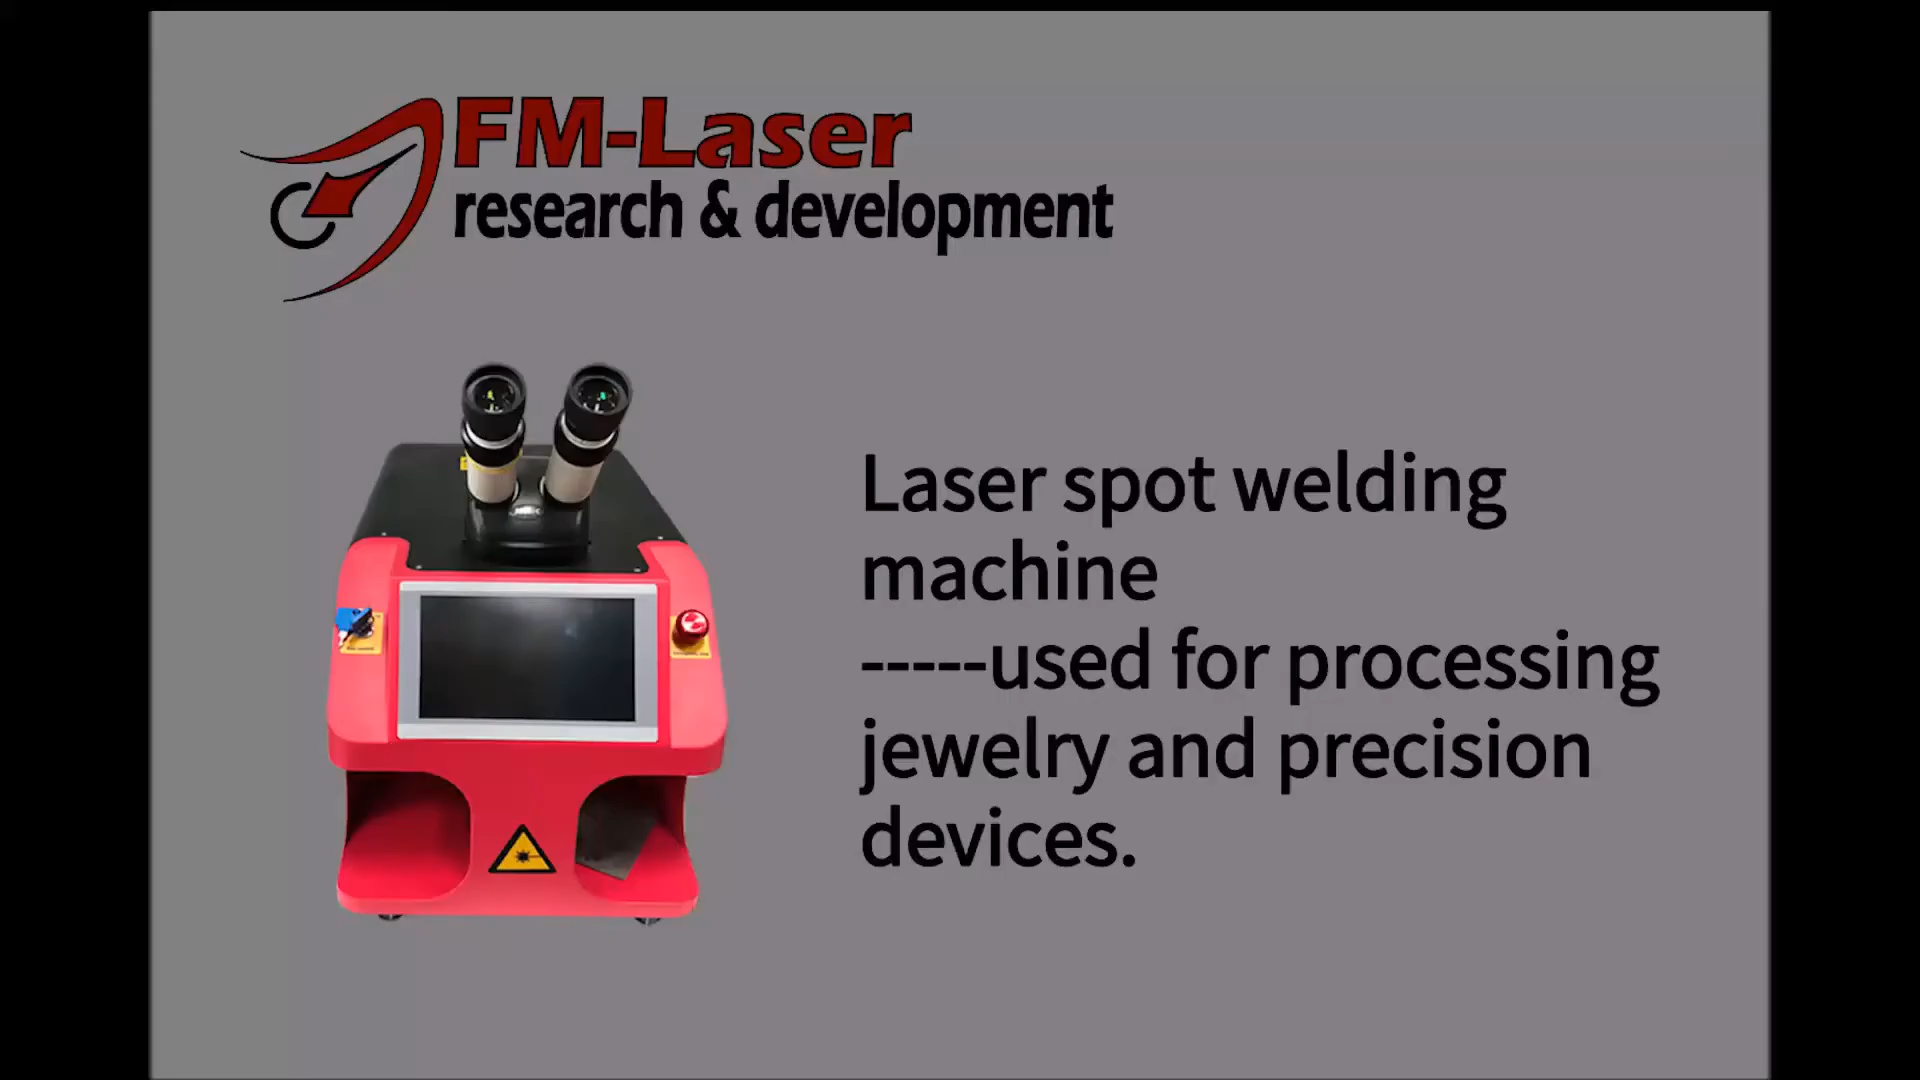 FM-Laser
research & development
Laser spot welding
machine
-----used for processing
jewelry and precision
devices.